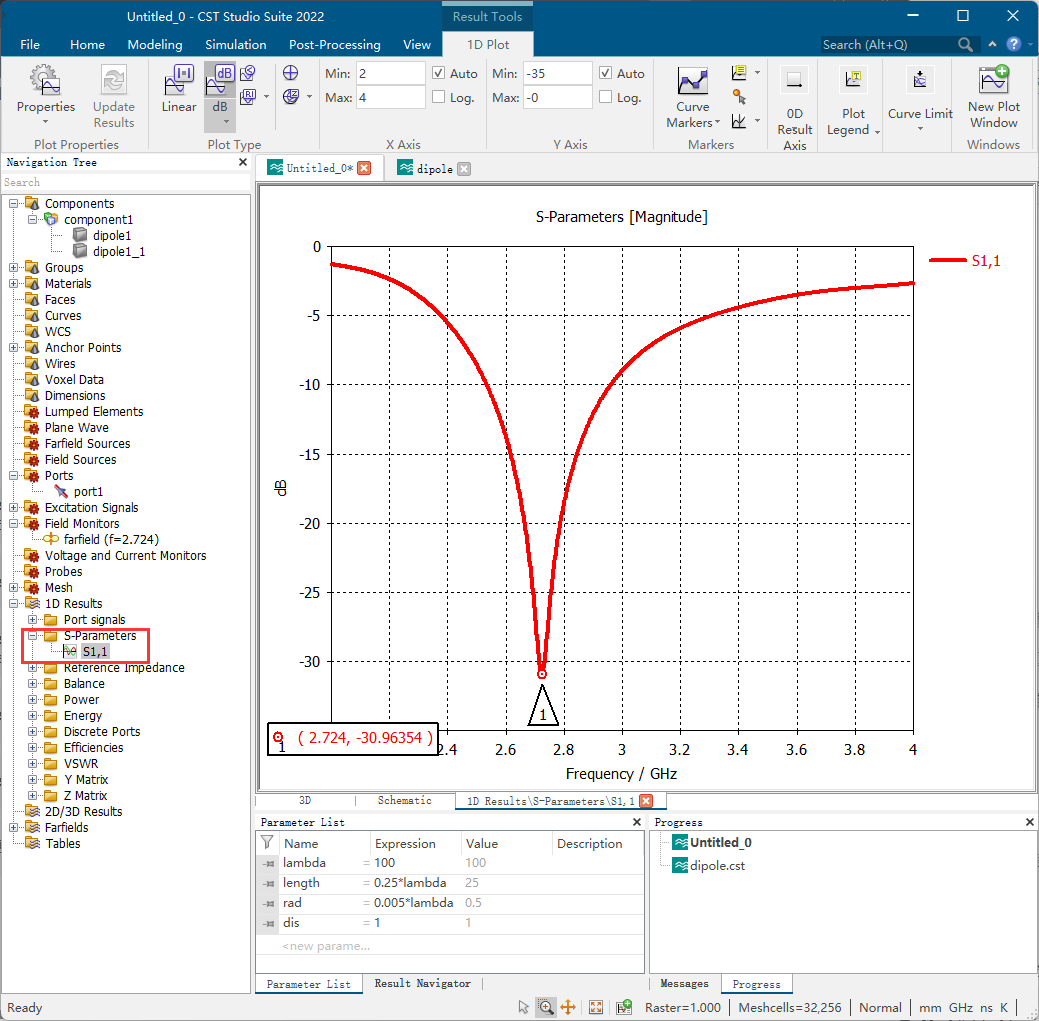 Untitled_0 - CST Studio Suite 2022
Result Tools
File Home Modeling Simulation Post-Processing View 1D Plot
Search (Alt+Q)
Properties
Update Results
Plot Properties
Linear
dB
Plot Type
Min: 2 Auto
Max: 4 Log.
X Axis
Min: -35 Auto
Max: -0 Log.
Y Axis
Curve Markers
Markers
0D Result Axis
Plot Legend
Curve Limit
New Plot Window
Windows
Navigation Tree
Search
Components
component1
dipole1
dipole1_1
Groups
Materials
Faces
Curves
WCS
Anchor Points
Wires
Voxel Data
Dimensions
Lumped Elements
Plane Wave
Farfield Sources
Field Sources
Ports
port1
Excitation Signals
Field Monitors
farfield (f=2.724)
Voltage and Current Monitors
Probes
Mesh
1D Results
Port signals
S-Parameters
S1,1
Reference Impedance
Balance
Power
Energy
Discrete Ports
Efficiencies
VSWR
Y Matrix
Z Matrix
2D/3D Results
Farfields
Tables
Untitled_0* dipole
S-Parameters [Magnitude]
S1,1
0
-5
-10
-15
dB
-20
-25
-30
1
1 ( 2.724, -30.96354 )
2.4 2.6 2.8 3 3.2 3.4 3.6 3.8 4
Frequency / GHz
3D Schematic 1D Results\S-Parameters\S1,1
Parameter List
Name Expression Value Description
lambda = 100 100
length = 0.25*lambda 25
rad = 0.005*lambda 0.5
dis = 1 1
<new parame...
Parameter List Result Navigator
Progress
Untitled_0
dipole.cst
Messages Progress
Ready
Raster=1.000 Meshcells=32,256 Normal mm GHz ns K